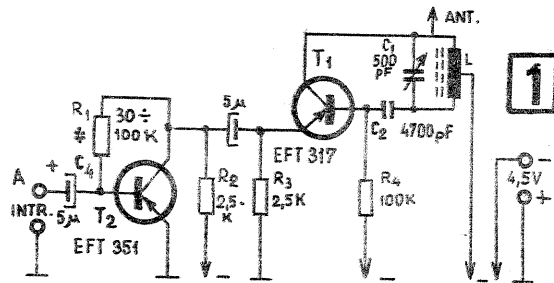 ANT.
C1
500
pF
L
1
T1
R1
*
30÷
100K
5µ
C2
4700pF
EFT 317
4,5V
-
+
C4
+
A
INTR.
5µ
T2
EFT 351
R2
2,5-
K
R3
2,5K
R4
100K
-
-
-